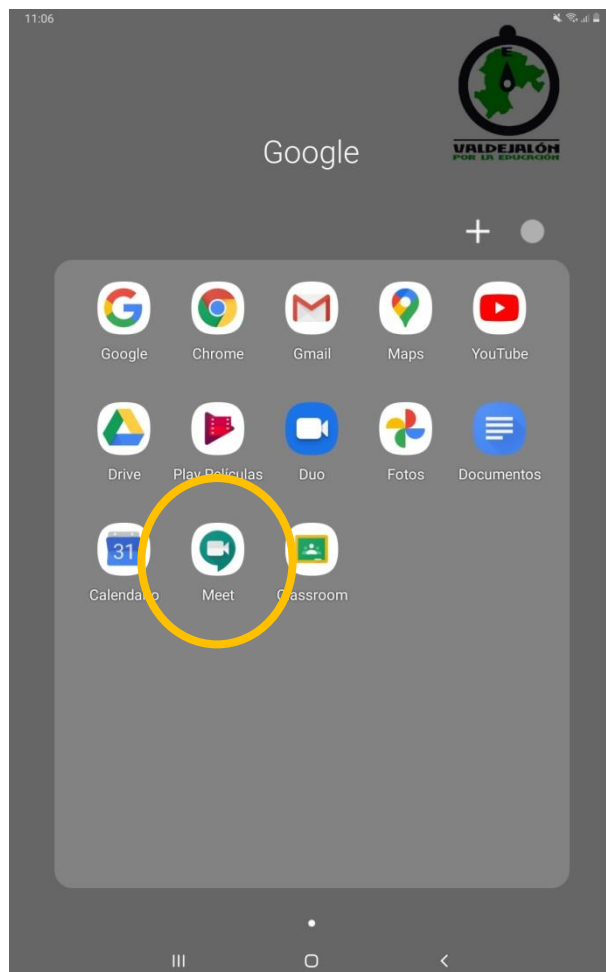 11:06
E
VALDEJALÓN
POR LA EDUCACIÓN
Google
Google Chrome Gmail Maps YouTube
Drive Play Películas Duo Fotos Documentos
31
Calendario Meet Classroom